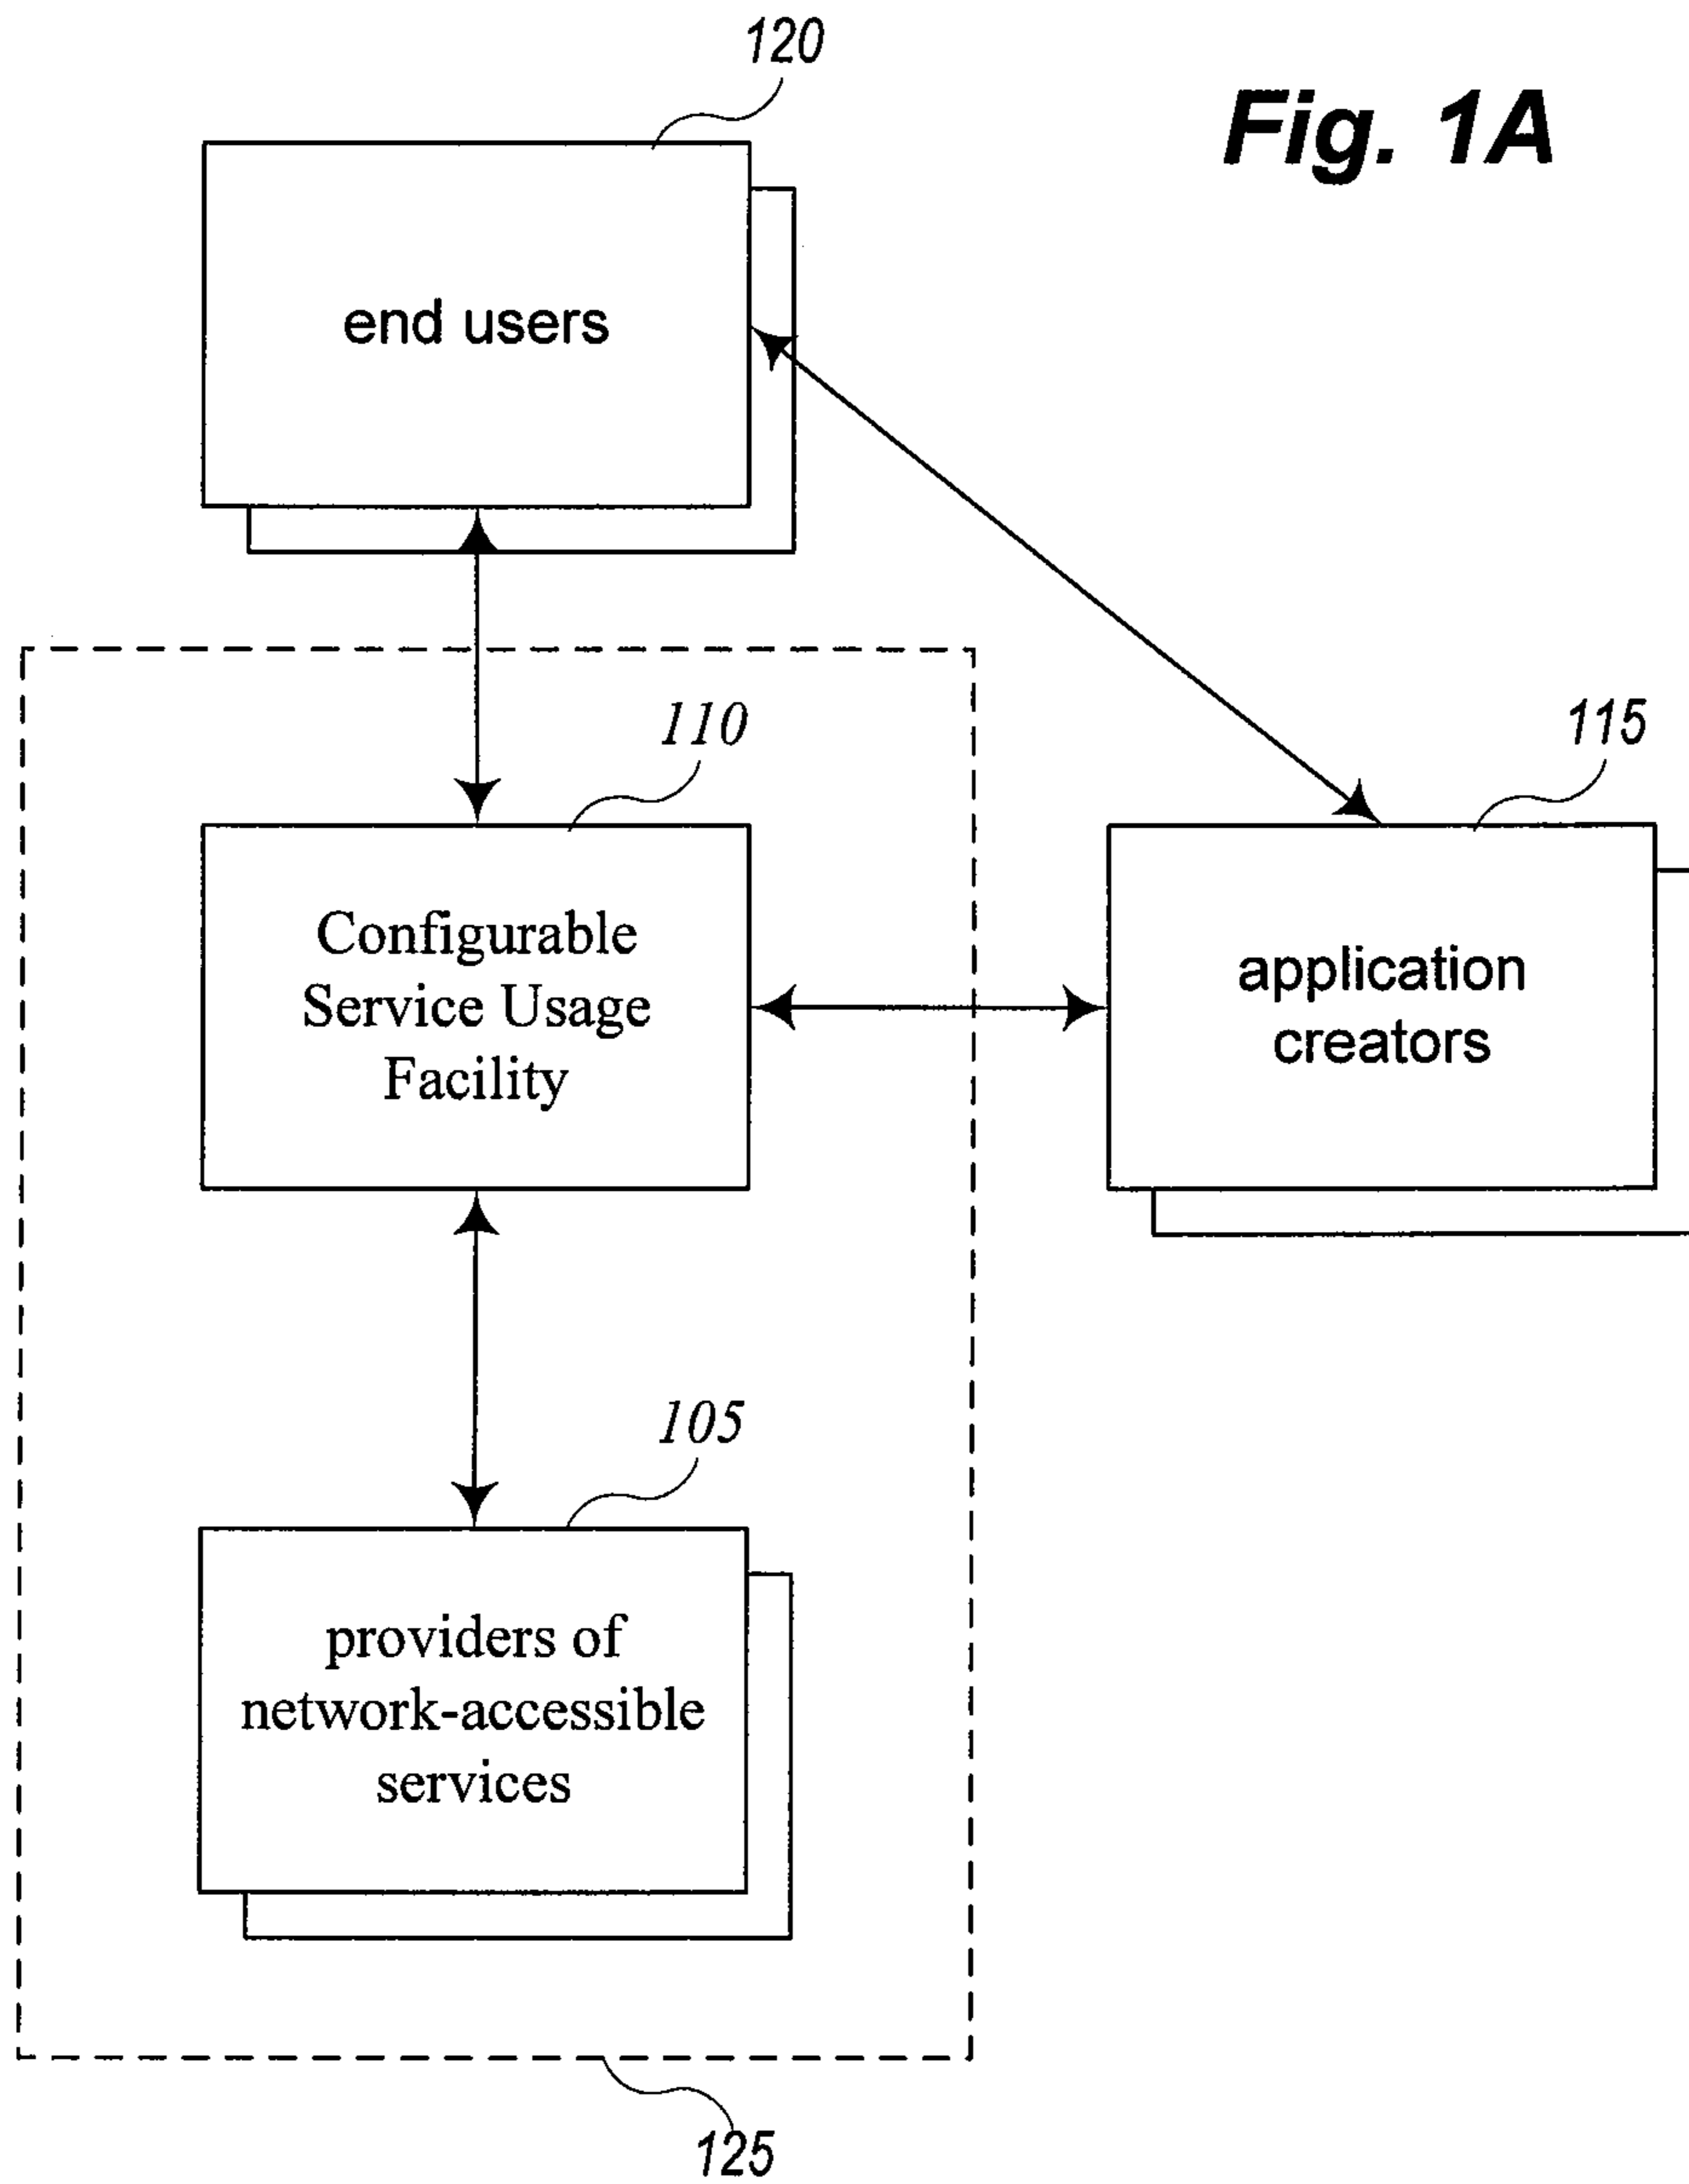 120
Fig. 1A
end users
110
115
Configurable
Service Usage
Facility
application
creators
105
providers of
network-accessible
services
125